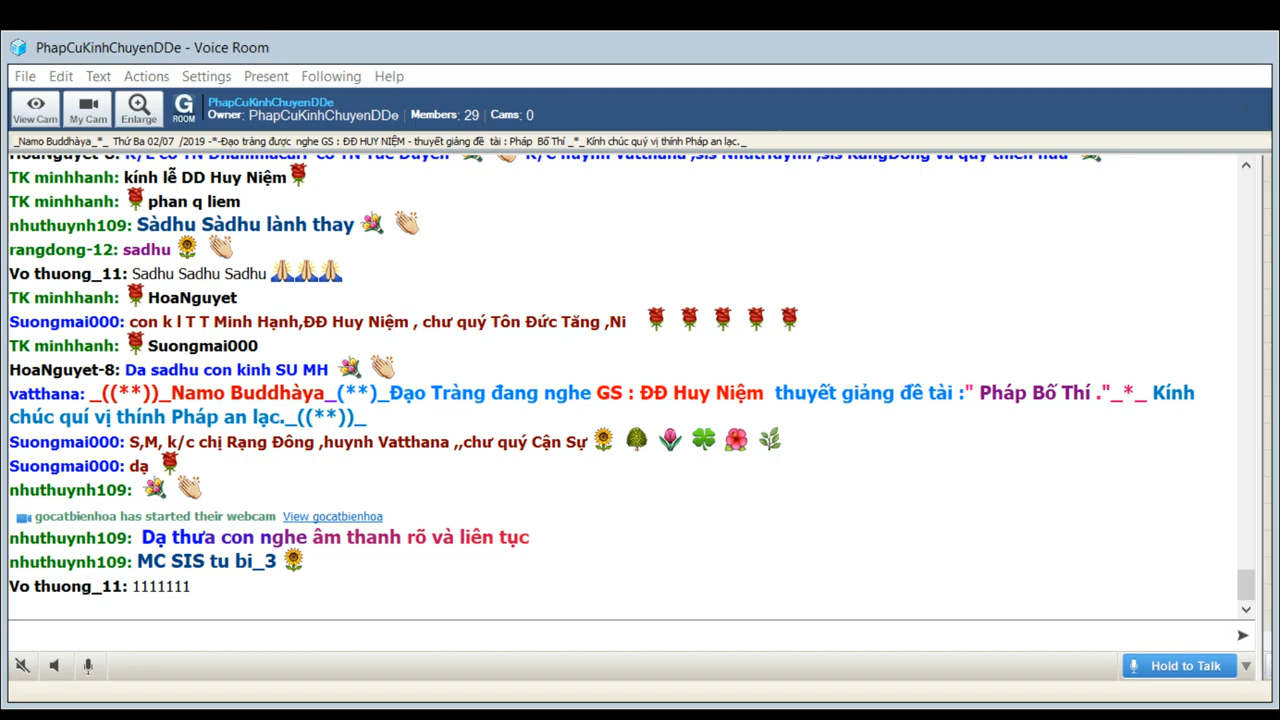 PhapCuKinhChuyenDDe - Voice Room
File Edit Text Actions Settings Present Following Help
View Cam My Cam Enlarge G ROOM PhapCuKinhChuyenDDe
Owner: PhapCuKinhChuyenDDe Members: 29 Cams: 0
_Namo Buddhàya_*_ Thứ Ba 02/07 /2019 -*-Đạo tràng được nghe GS : ĐĐ HUY NIỆM - thuyết giảng đề tài : Pháp Bố Thí _*_ Kính chúc quý vị thính Pháp an lạc._
TK minhhanh: kính lễ DD Huy Niệm
TK minhhanh: phan q liem
nhuthuynh109: Sàdhu Sàdhu lành thay
rangdong-12: sadhu
Vo thuong_11: Sadhu Sadhu Sadhu
TK minhhanh: HoaNguyet
Suongmai000: con k l T T Minh Hạnh,ĐĐ Huy Niệm , chư quý Tôn Đức Tăng ,Ni
TK minhhanh: Suongmai000
HoaNguyet-8: Da sadhu con kinh SU MH
vatthana: _((**))_Namo Buddhàya_(**)_Đạo Tràng đang nghe GS : ĐĐ Huy Niệm thuyết giảng đề tài :" Pháp Bố Thí ."_*_ Kính
chúc quí vị thính Pháp an lạc._((**))_
Suongmai000: S,M, k/c chị Rạng Đông ,huynh Vatthana ,,chư quý Cận Sự
Suongmai000: dạ
nhuthuynh109:
gocatbienhoa has started their webcam View gocatbienhoa
nhuthuynh109: Dạ thưa con nghe âm thanh rõ và liên tục
nhuthuynh109: MC SIS tu bi_3
Vo thuong_11: 1111111
Hold to Talk